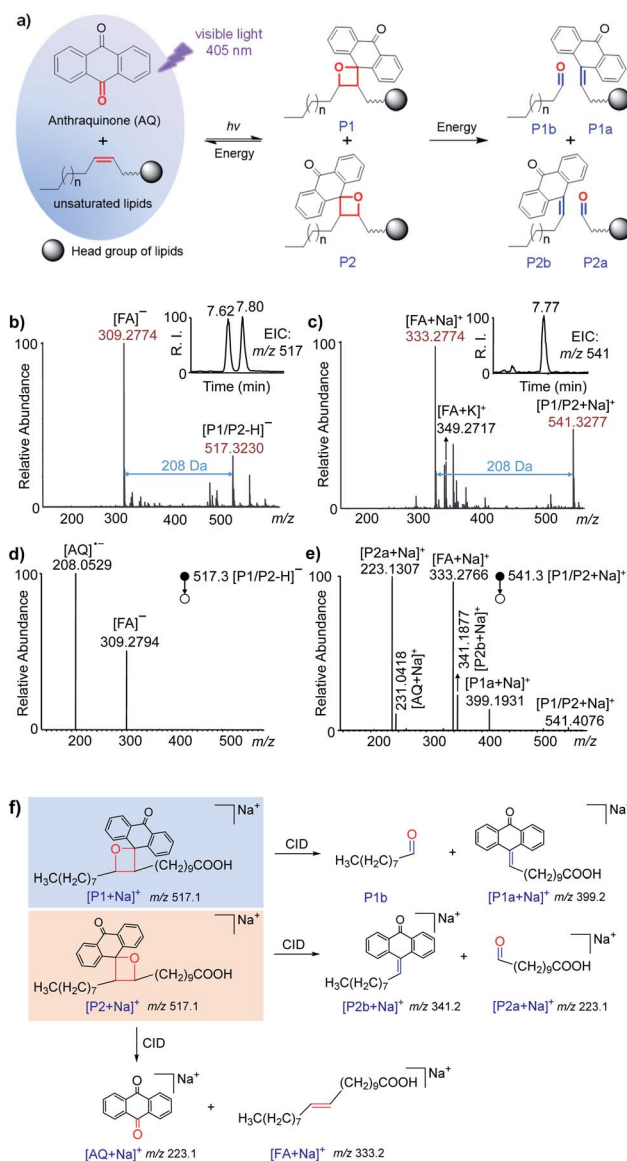 a)
visible light
405 nm
Anthraquinone (AQ)
+
unsaturated lipids
Head group of lipids
hv
Energy
P1
+
P2
Energy
P1b
P1a
+
P2b
P2a
b)
[FA]⁻
309.2774
7.62 7.80
EIC:
m/z 517
R. I.
Time (min)
[P1/P2-H]⁻
517.3230
208 Da
Relative Abundance
100
0
200 300 400 500 m/z
c)
[FA+Na]⁺
333.2774
7.77
EIC:
m/z 541
R. I.
Time (min)
[FA+K]⁺
349.2717
[P1/P2+Na]⁺
541.3277
208 Da
Relative Abundance
100
0
200 300 400 500 m/z
d)
[AQ]•⁻
208.0529
517.3 [P1/P2-H]⁻
[FA]⁻
309.2794
Relative Abundance
100
0
200 300 400 500 m/z
e)
[P2a+Na]⁺
223.1307
[FA+Na]⁺
333.2766
541.3 [P1/P2+Na]⁺
231.0418
[AQ+Na]⁺
341.1877
[P2b+Na]⁺
[P1a+Na]⁺
399.1931
[P1/P2+Na]⁺
541.4076
Relative Abundance
100
0
200 300 400 500 m/z
f)
Na⁺
H₃C(H₂C)₇
(CH₂)₉COOH
[P1+Na]⁺ m/z 517.1
CID
H₃C(H₂C)₇
P1b
+
Na⁺
(CH₂)₉COOH
[P1a+Na]⁺ m/z 399.2
Na⁺
H₃C(H₂C)₇
(CH₂)₉COOH
[P2+Na]⁺ m/z 517.1
CID
Na⁺
H₃C(H₂C)₇
[P2b+Na]⁺ m/z 341.2
+
Na⁺
(CH₂)₉COOH
[P2a+Na]⁺ m/z 223.1
CID
Na⁺
[AQ+Na]⁺ m/z 223.1
+
(CH₂)₉COOH
Na⁺
H₃C(H₂C)₇
[FA+Na]⁺ m/z 333.2